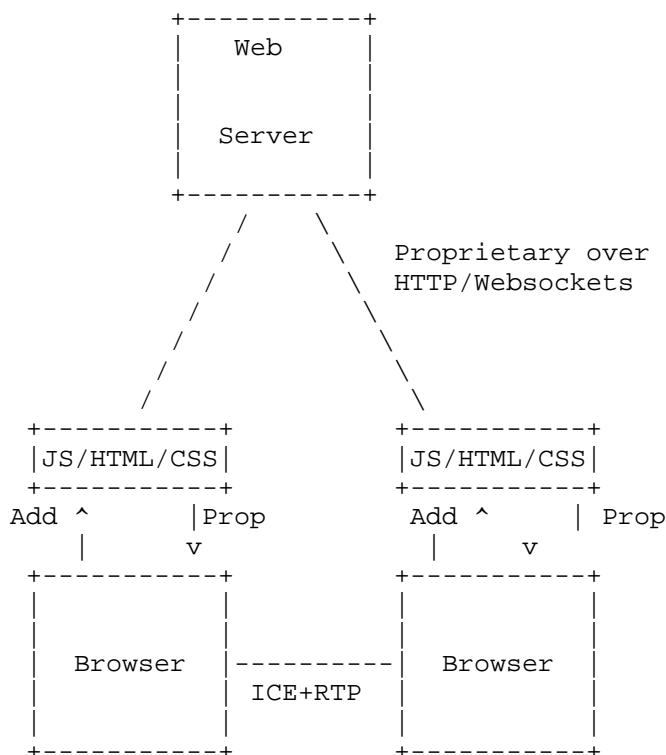 Web
Server
Proprietary over
HTTP/Websockets
JS/HTML/CSS JS/HTML/CSS
Add ^ |Prop Add ^ | Prop
| v | v
Browser ---------- Browser
ICE+RTP